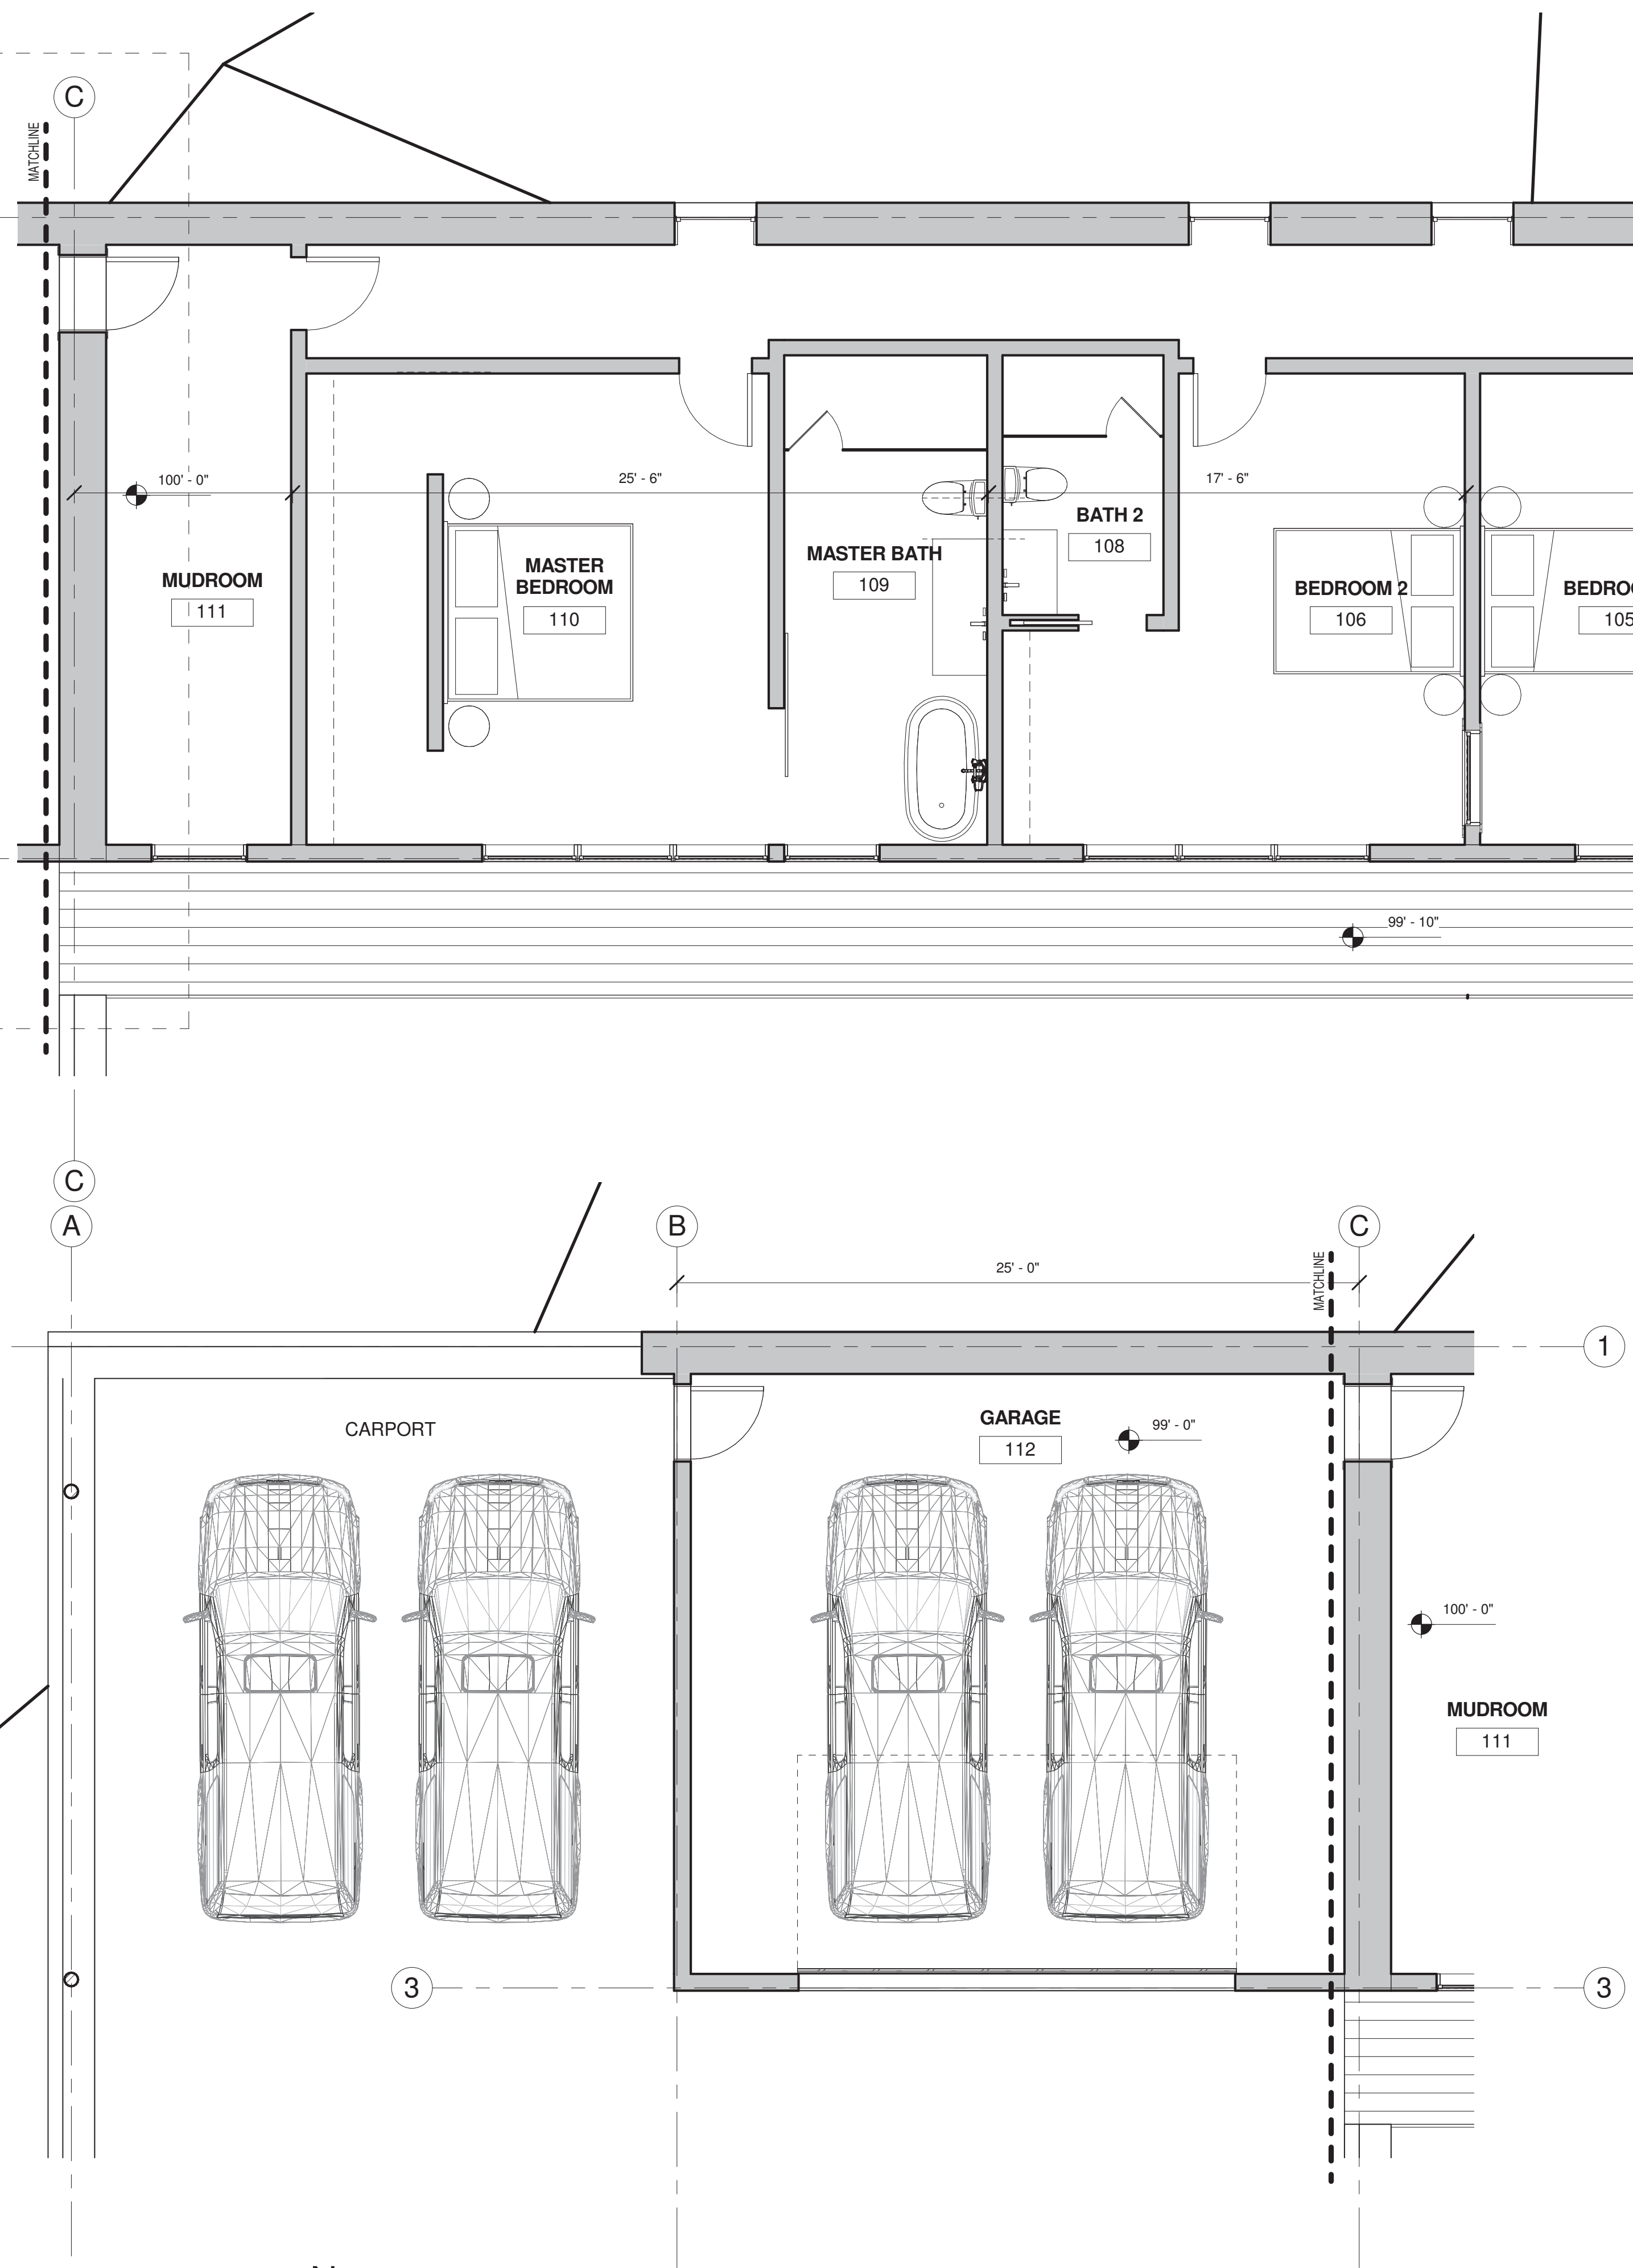 C
MATCHLINE
100' - 0"
25' - 6"
17' - 6"
MUDROOM
111
MASTER
BEDROOM
110
MASTER BATH
109
BATH 2
108
BEDROOM 2
106
BEDROO
105
99' - 10"
C
A
B
C
MATCHLINE
25' - 0"
1
CARPORT
GARAGE
112
99' - 0"
100' - 0"
MUDROOM
111
3
3